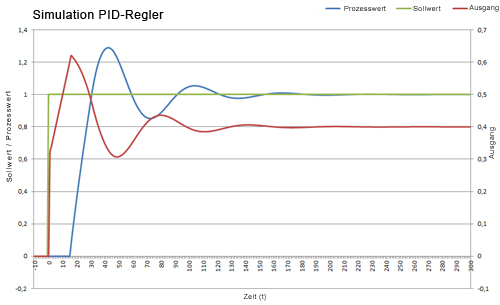 Simulation PID-Regler
Prozesswert Sollwert Ausgang
1,4 0,7
1,2 0,6
1 0,5
0,8 0,4
0,6 0,3
0,4 0,2
0,2 0,1
0 0
-0,2 -0,1
Sollwert / Prozesswert
Ausgang
-10 0 10 20 30 40 50 60 70 80 90 100 110 120 130 140 150 160 170 180 190 200 210 220 230 240 250 260 270 280 290 300
Zeit (t)